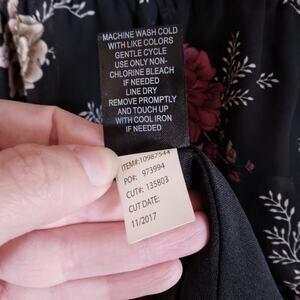 MACHINE WASH COLD
WITH LIKE COLORS
GENTLE CYCLE
USE ONLY NON-
CHLORINE BLEACH
IF NEEDED
LINE DRY
REMOVE PROMPTLY
AND TOUCH UP
WITH COOL IRON
IF NEEDED
ITEM#:10987544
PO#: 973994
CUT#: 135803
CUT DATE:
11/2017